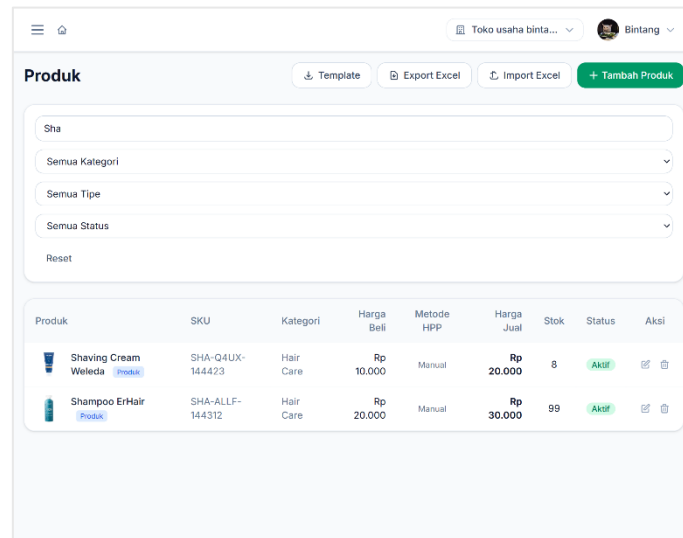 Toko usaha binta...
Bintang
Produk
Template
Export Excel
Import Excel
+ Tambah Produk
Sha
Semua Kategori
Semua Tipe
Semua Status
Reset
Produk
SKU
Kategori
Harga
Beli
Metode
HPP
Harga
Jual
Stok
Status
Aksi
Shaving Cream
Weleda Produk
SHA-Q4UX-
144423
Hair
Care
Rp
10.000
Manual
Rp
20.000
8
Aktif
Shampoo ErHair
Produk
SHA-ALLF-
144312
Hair
Care
Rp
20.000
Manual
Rp
30.000
99
Aktif